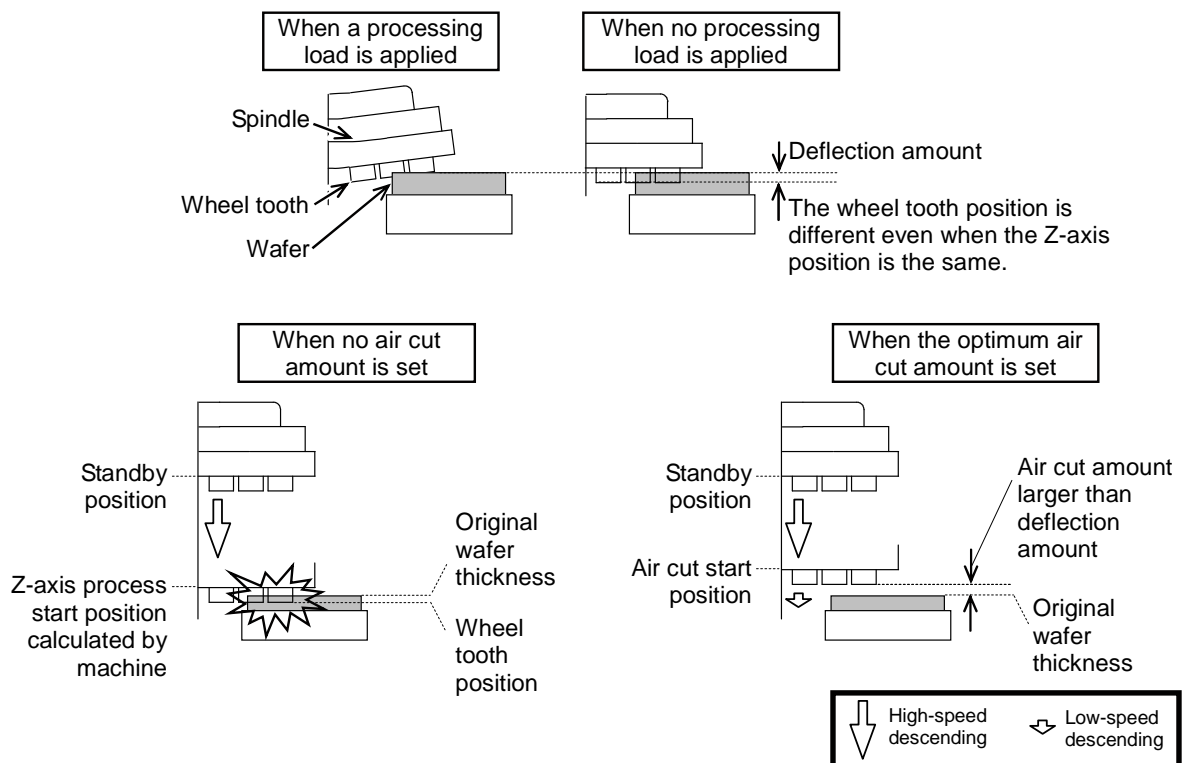 When a processing
load is applied
When no processing
load is applied
Spindle
Wheel tooth
Wafer
Deflection amount
The wheel tooth position is
different even when the Z-axis
position is the same.
When no air cut
amount is set
Standby
position
Z-axis process
start position
calculated by
machine
Original
wafer
thickness
Wheel
tooth
position
When the optimum air
cut amount is set
Standby
position
Air cut start
position
Air cut amount
larger than
deflection
amount
Original
wafer
thickness
High-speed
descending
Low-speed
descending